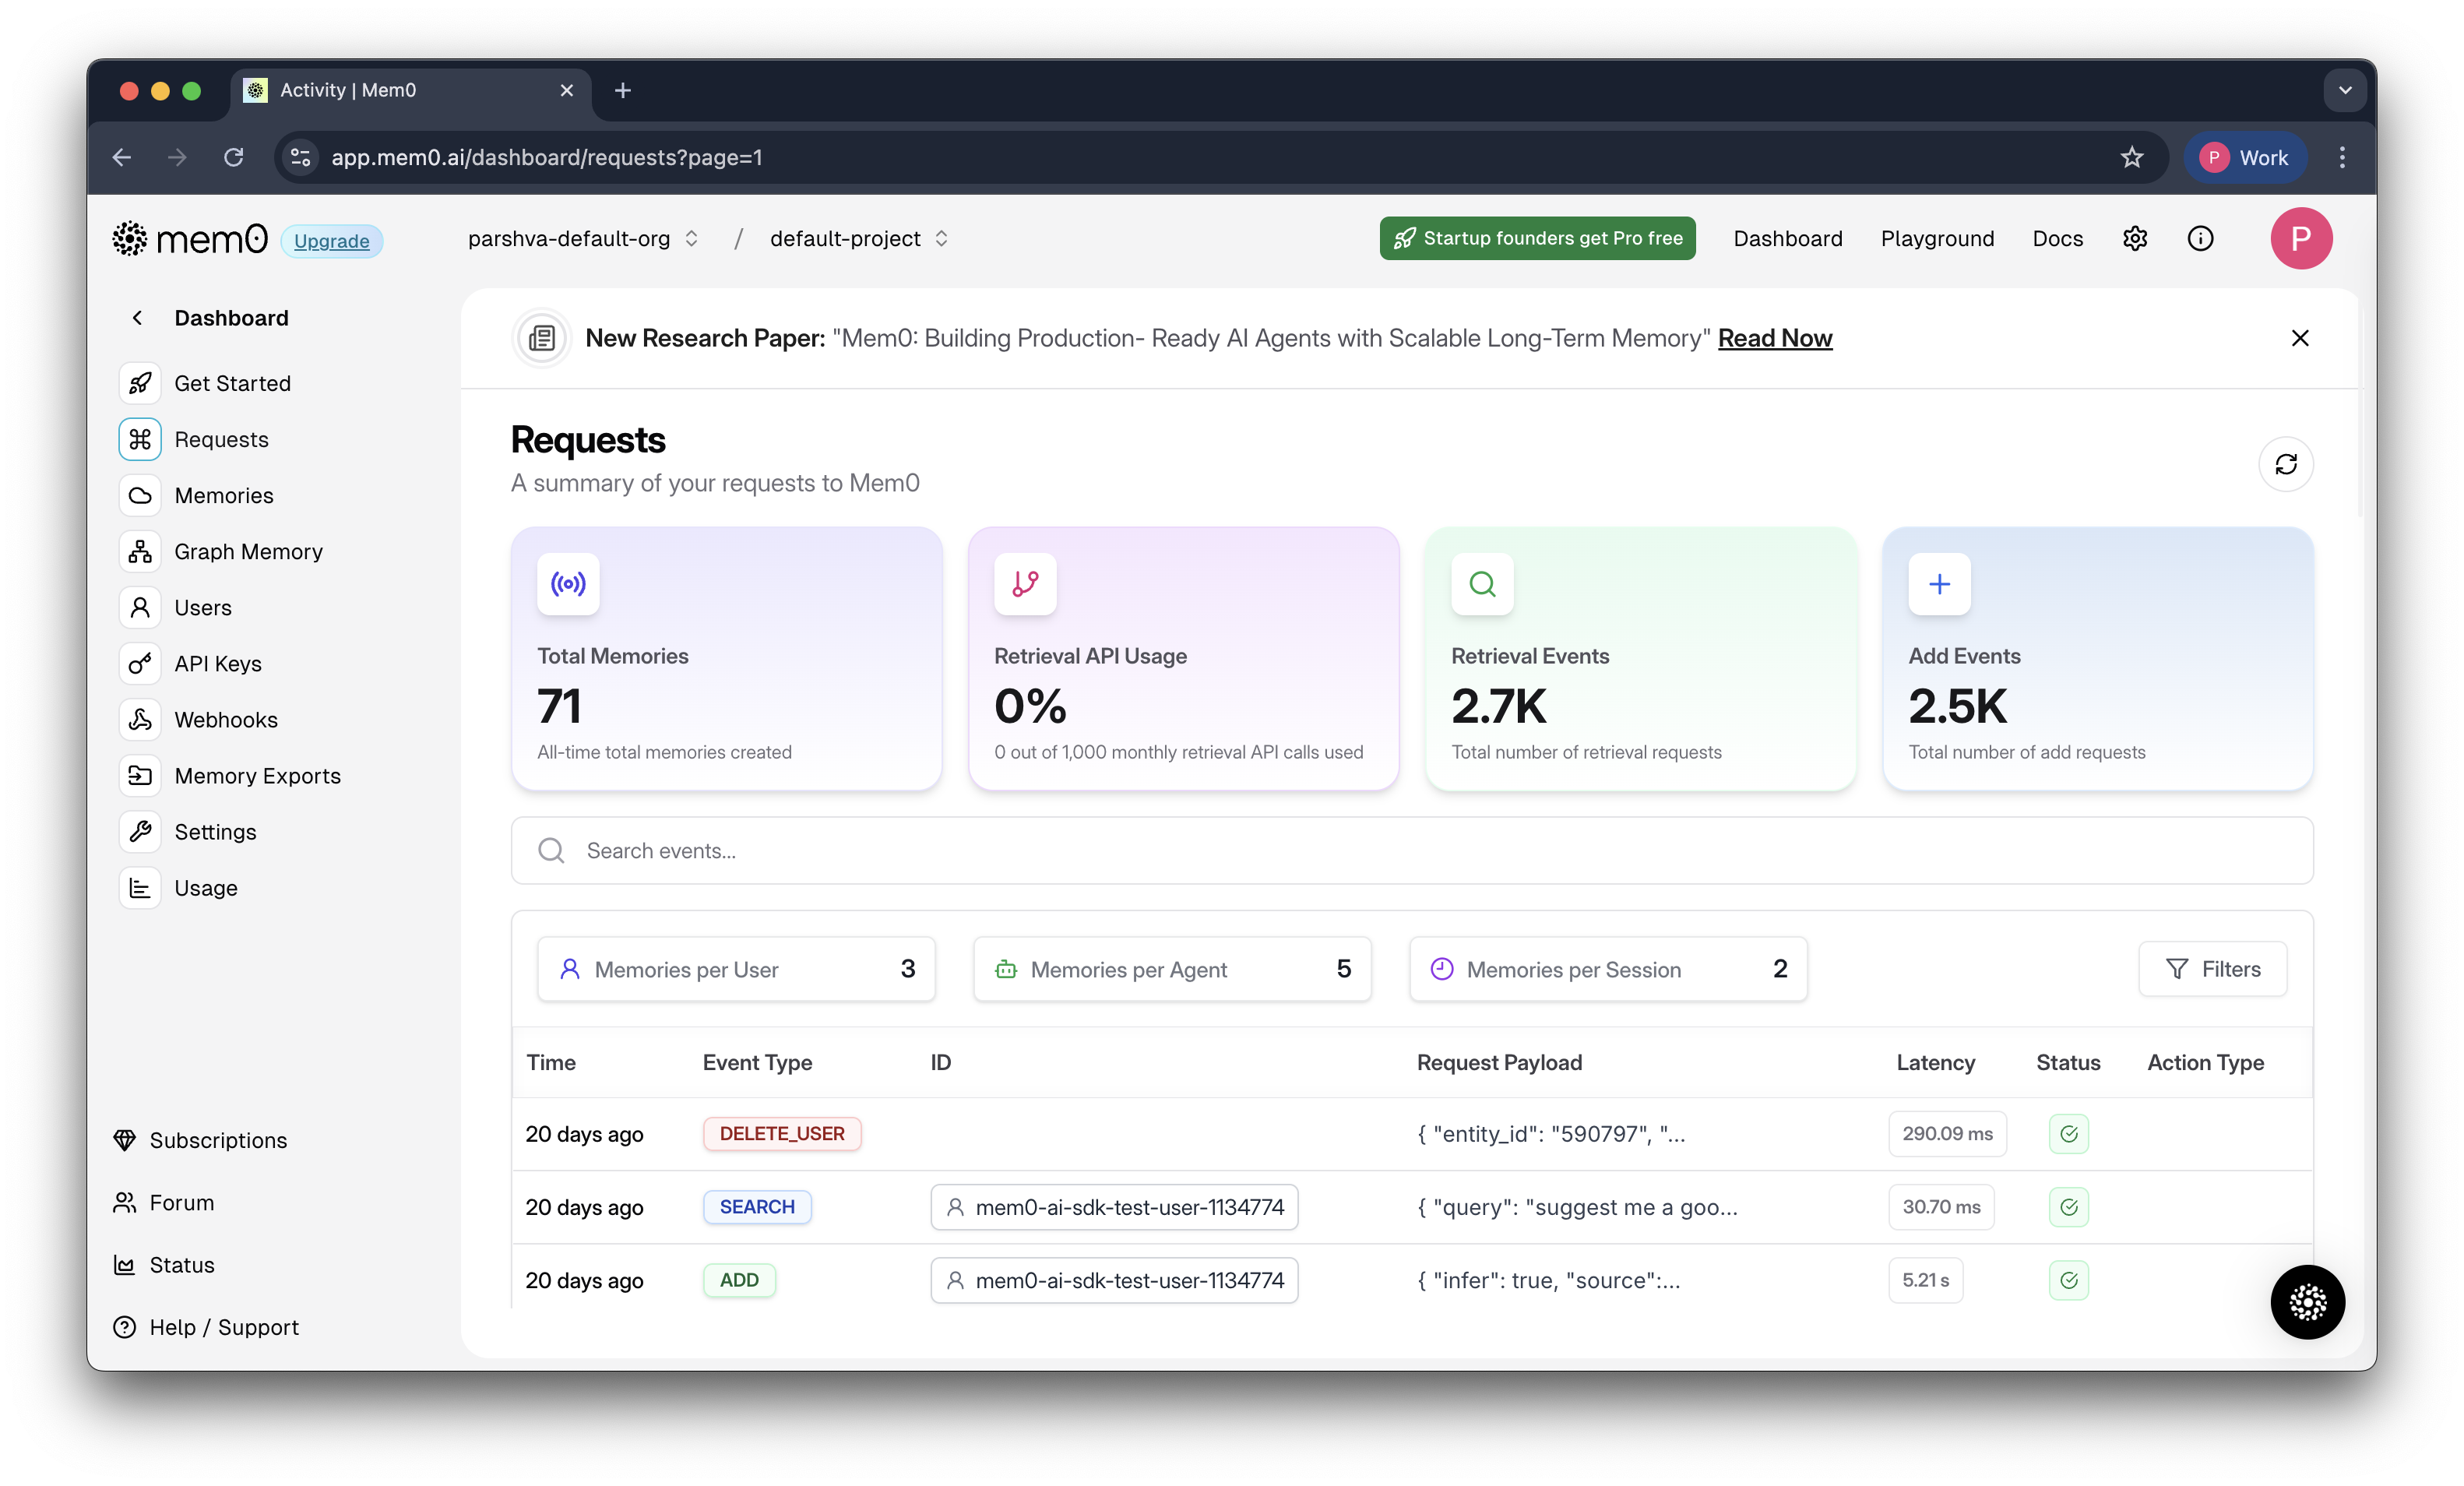 Activity | Mem0
app.mem0.ai/dashboard/requests?page=1
P Work
mem0 Upgrade
parshva-default-org / default-project
Startup founders get Pro free
Dashboard
Playground
Docs
P
Dashboard
Get Started
Requests
Memories
Graph Memory
Users
API Keys
Webhooks
Memory Exports
Settings
Usage
Subscriptions
Forum
Status
Help / Support
New Research Paper: "Mem0: Building Production- Ready AI Agents with Scalable Long-Term Memory" Read Now
Requests
A summary of your requests to Mem0
Total Memories
71
All-time total memories created
Retrieval API Usage
0%
0 out of 1,000 monthly retrieval API calls used
Retrieval Events
2.7K
Total number of retrieval requests
Add Events
2.5K
Total number of add requests
Search events...
Memories per User 3
Memories per Agent 5
Memories per Session 2
Filters
Time Event Type ID Request Payload Latency Status Action Type
20 days ago DELETE_USER { "entity_id": "590797", "... 290.09 ms
20 days ago SEARCH mem0-ai-sdk-test-user-1134774 { "query": "suggest me a goo... 30.70 ms
20 days ago ADD mem0-ai-sdk-test-user-1134774 { "infer": true, "source":... 5.21 s